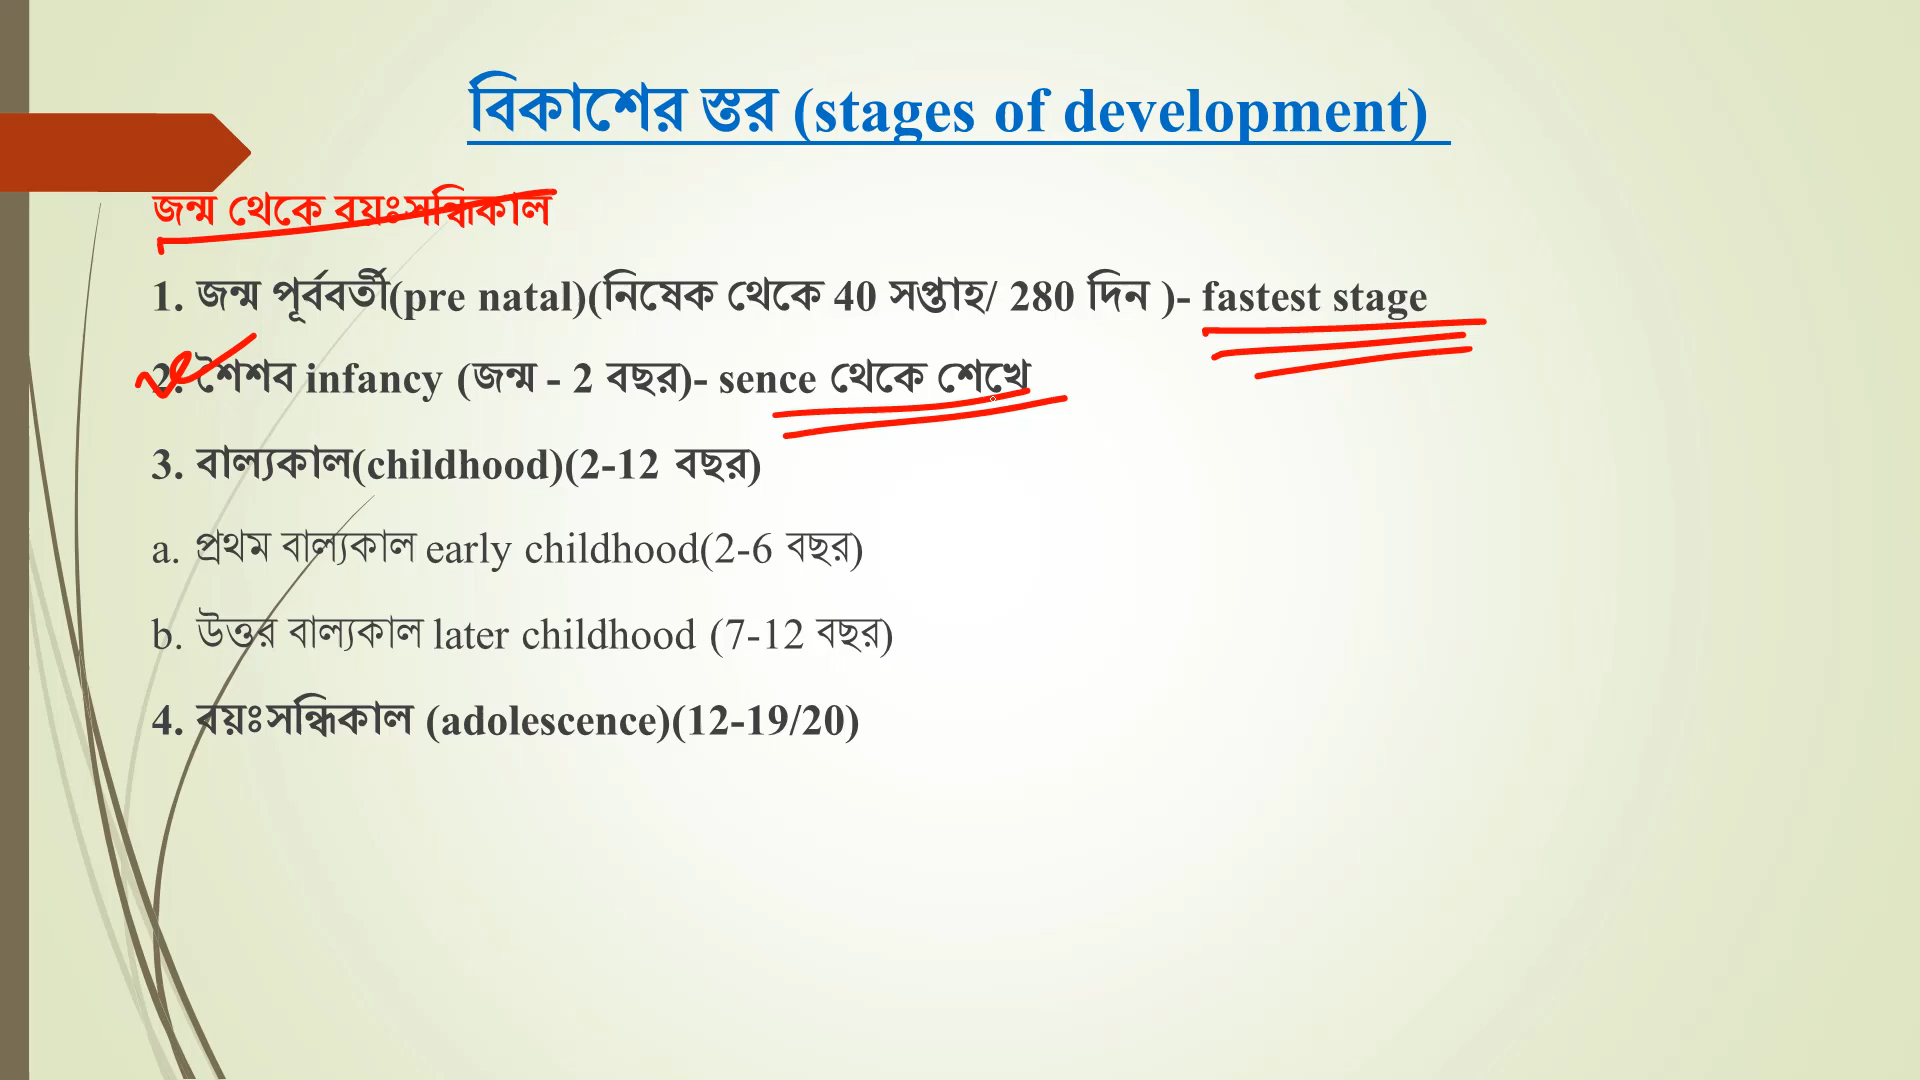 বিকাশের স্তর (stages of development)
জন্ম থেকে বয়ঃসন্ধিকাল
1. জন্ম পূর্ববর্তী(pre natal)(নিষেক থেকে 40 সপ্তাহ/ 280 দিন )- fastest stage
2. শৈশব infancy (জন্ম - 2 বছর)- sence থেকে শেখে
3. বাল্যকাল(childhood)(2-12 বছর)
a. প্রথম বাল্যকাল early childhood(2-6 বছর)
b. উত্তর বাল্যকাল later childhood (7-12 বছর)
4. বয়ঃসন্ধিকাল (adolescence)(12-19/20)